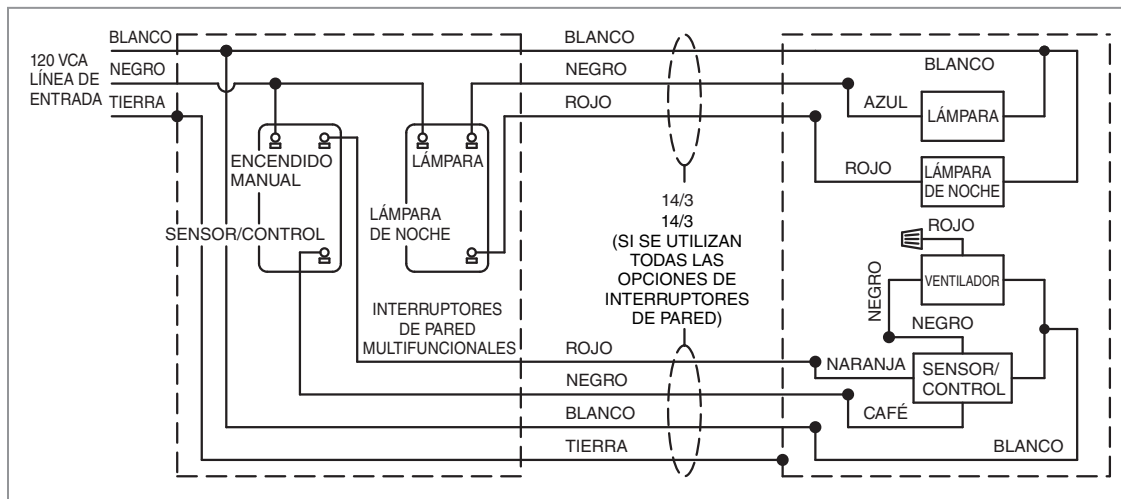 BLANCO
120 VCA
LÍNEA DE
ENTRADA
NEGRO
TIERRA
ENCENDIDO
MANUAL
SENSOR/CONTROL
LÁMPARA
LÁMPARA
DE NOCHE
INTERRUPTORES
DE PARED
MULTIFUNCIONALES
BLANCO
NEGRO
ROJO
14/3
14/3
(SI SE UTILIZAN
TODAS LAS
OPCIONES DE
INTERRUPTORES
DE PARED)
ROJO
NEGRO
BLANCO
TIERRA
BLANCO
AZUL
LÁMPARA
ROJO
LÁMPARA
DE NOCHE
ROJO
NEGRO
VENTILADOR
NEGRO
NARANJA
SENSOR/
CONTROL
CAFÉ
BLANCO